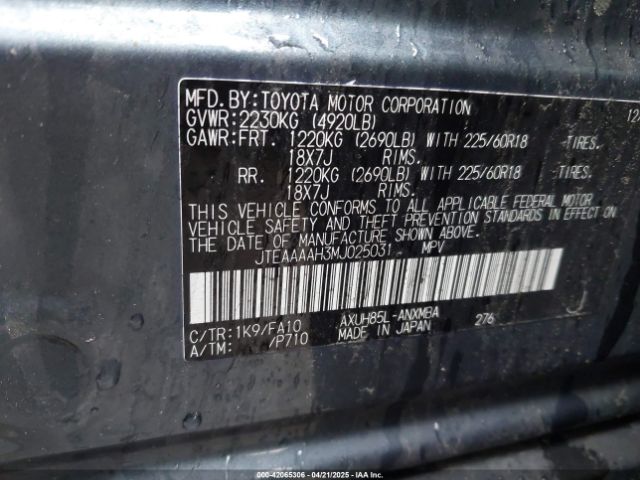 MFD. BY: TOYOTA MOTOR CORPORATION 12/
GVWR: 2230KG (4920LB)
GAWR: FRT. 1220KG (2690LB) WITH 225/60R18 TIRES.
18X7J RIMS.
RR. 1220KG (2690LB) WITH 225/60R18 TIRES.
18X7J RIMS.
THIS VEHICLE CONFORMS TO ALL APPLICABLE FEDERAL MOTOR
VEHICLE SAFETY AND THEFT PREVENTION STANDARDS IN EFFECT
ON THE DATE OF MANUFACTURE SHOWN ABOVE.
JTEAAAAH3MJ025031 MPV
C/TR: 1K9/FA10 AXUH85L-ANXMBA 276 J
A/TM: /P710 MADE IN JAPAN
000-42065306 - 04/21/2025 - IAA Inc.